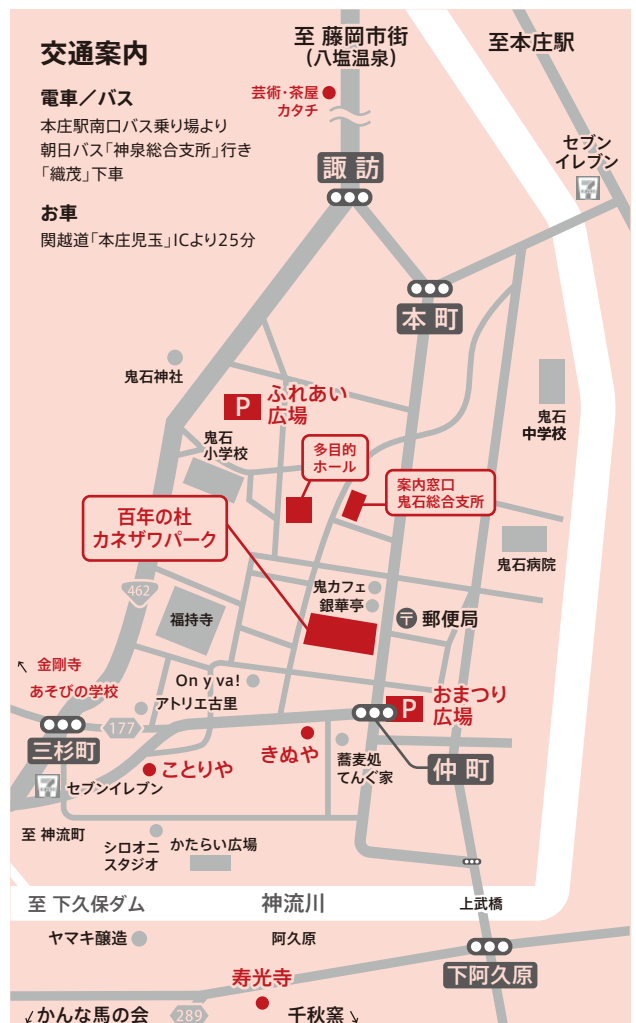 交通案内
電車／バス
本庄駅南口バス乗り場より
朝日バス「神泉総合支所」行き
「織茂」下車
お車
関越道「本庄児玉」ICより25分
至 藤岡市街
(八塩温泉)
至本庄駅
芸術・茶屋
カタチ
セブン
イレブン
7
諏訪
本町
鬼石神社
P
ふれあい
広場
鬼石
中学校
鬼石
小学校
多目的
ホール
案内窓口
鬼石総合支所
百年の杜
カネザワパーク
鬼石病院
462
福持寺
鬼カフェ
銀華亭
〒
郵便局
↖ 金剛寺
あそびの学校
On y va!
アトリエ古里
P
おまつり
広場
177
三杉町
きぬや
ことりや
蕎麦処
てんぐ家
仲町
7
セブンイレブン
至 神流町
シロオニ
スタジオ
かたらい広場
至 下久保ダム
神流川
上武橋
ヤマキ醸造
阿久原
下阿久原
寿光寺
↙かんな馬の会
289
千秋窯↘